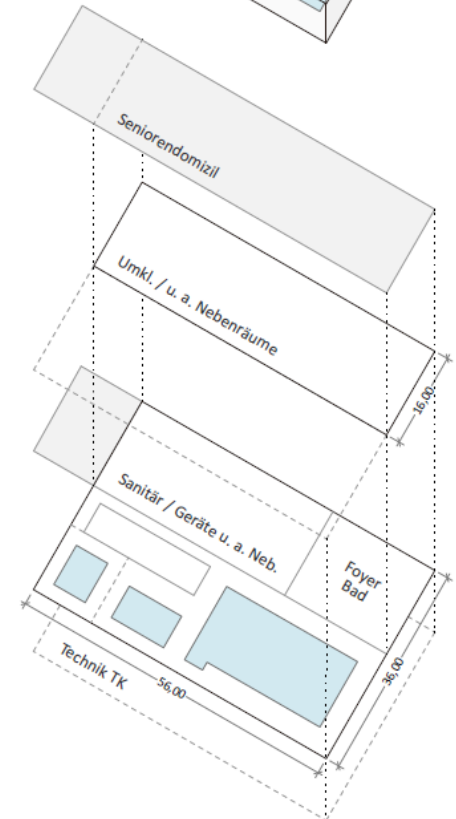 Seniorendomizil
Umkl. / u. a. Nebenräume
16,00
Sanitär / Geräte u. a. Neb.
Foyer
Bad
Technik TK
56,00
36,00